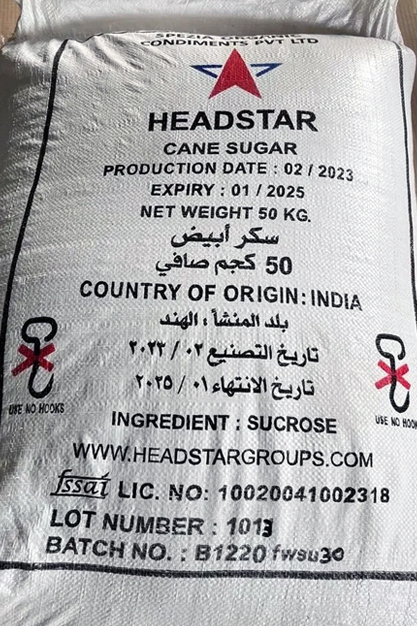 SPEZIA ORGANIC
CONDIMENTS PVT LTD
HEADSTAR
CANE SUGAR
PRODUCTION DATE : 02 / 2023
EXPIRY : 01 / 2025
NET WEIGHT 50 KG.
سكر أبيض
50 كجم صافي
COUNTRY OF ORIGIN: INDIA
بلد المنشأ : الهند
تاريخ التصنيع ٠٢ / ٢٠٢٣
تاريخ الانتهاء ٠١ / ٢٠٢٥
USE NO HOOKS
USE NO HOOK
INGREDIENT : SUCROSE
WWW.HEADSTARGROUPS.COM
fssai LIC. NO: 10020041002318
LOT NUMBER : 1013
BATCH NO. : B1220 fwsu30